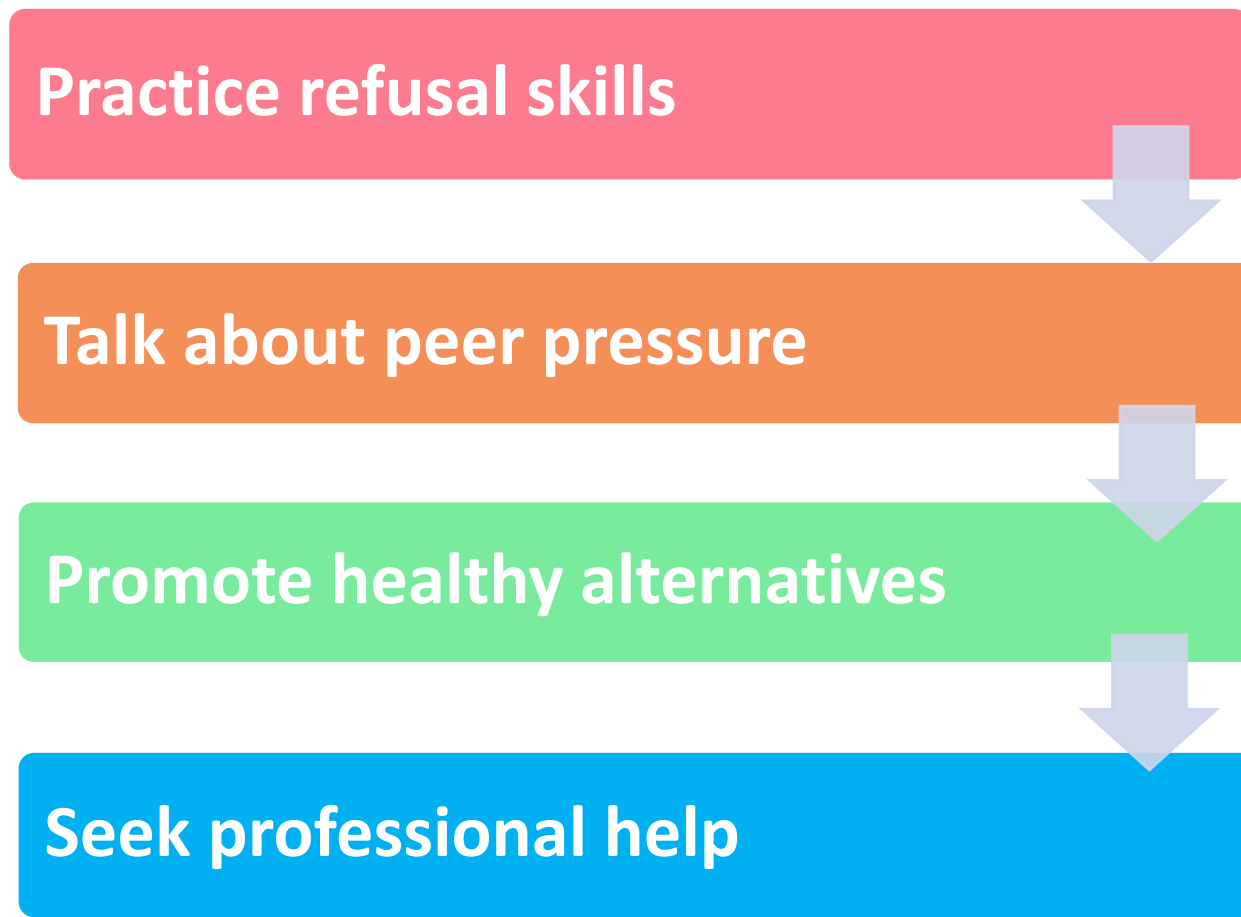 Practice refusal skills
Talk about peer pressure
Promote healthy alternatives
Seek professional help